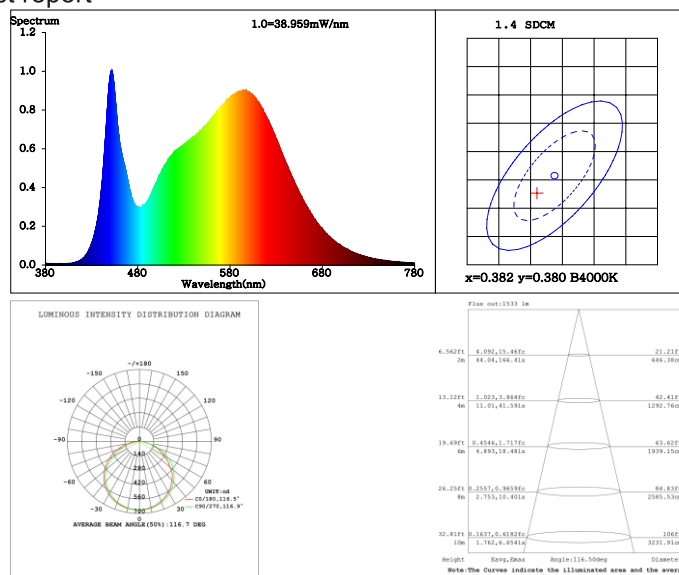 report
Spectrum
1.0=38.959mW/nm
1.2
1.0
0.8
0.6
0.4
0.2
0.0
380 480 580 680 780
Wavelength(nm)
1.4 SDCM
x=0.382 y=0.380 B4000K
LUMINOUS INTENSITY DISTRIBUTION DIAGRAM
-/+180
-150 150
-120 120
-90 90
-60 60
-30 30
0
0
140
280
420
560
700
UNIT:cd
C0/180,116.5°
C90/270,116.9°
AVERAGE BEAM ANGLE(50%):116.7 DEG
Flux out:1533 lm
6.562ft 4.092,15.46fc 21.21f
2m 44.04,166.4lx 646.38c
13.12ft 1.023,3.864fc 42.41f
4m 11.01,41.59lx 1292.76c
19.69ft 0.4546,1.717fc 63.62f
6m 4.893,18.48lx 1939.15c
26.25ft 0.2557,0.9659fc 84.83f
8m 2.753,10.40lx 2585.53c
32.81ft 0.1637,0.6182fc 106f
10m 1.762,6.654lx 3231.91c
Height Eavg,Emax Angle:116.50deg Diamete
Note:The Curves indicate the illuminated area and the aver